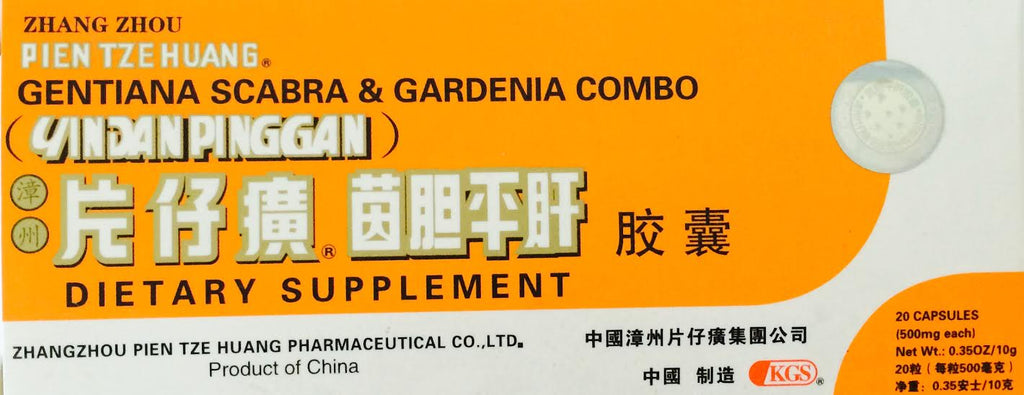 ZHANG ZHOU
PIEN TZE HUANG®
GENTIANA SCABRA & GARDENIA COMBO
(YINDAN PINGGAN)
漳州 片仔癀® 茵胆平肝 胶囊
DIETARY SUPPLEMENT
ZHANGZHOU PIEN TZE HUANG PHARMACEUTICAL CO.,LTD.
Product of China
中國漳州片仔癀集團公司
中國 制造 KGS®
20 CAPSULES
(500mg each)
Net Wt.: 0.35OZ/10g
20粒（每粒500毫克）
净重：0.35安士/10克